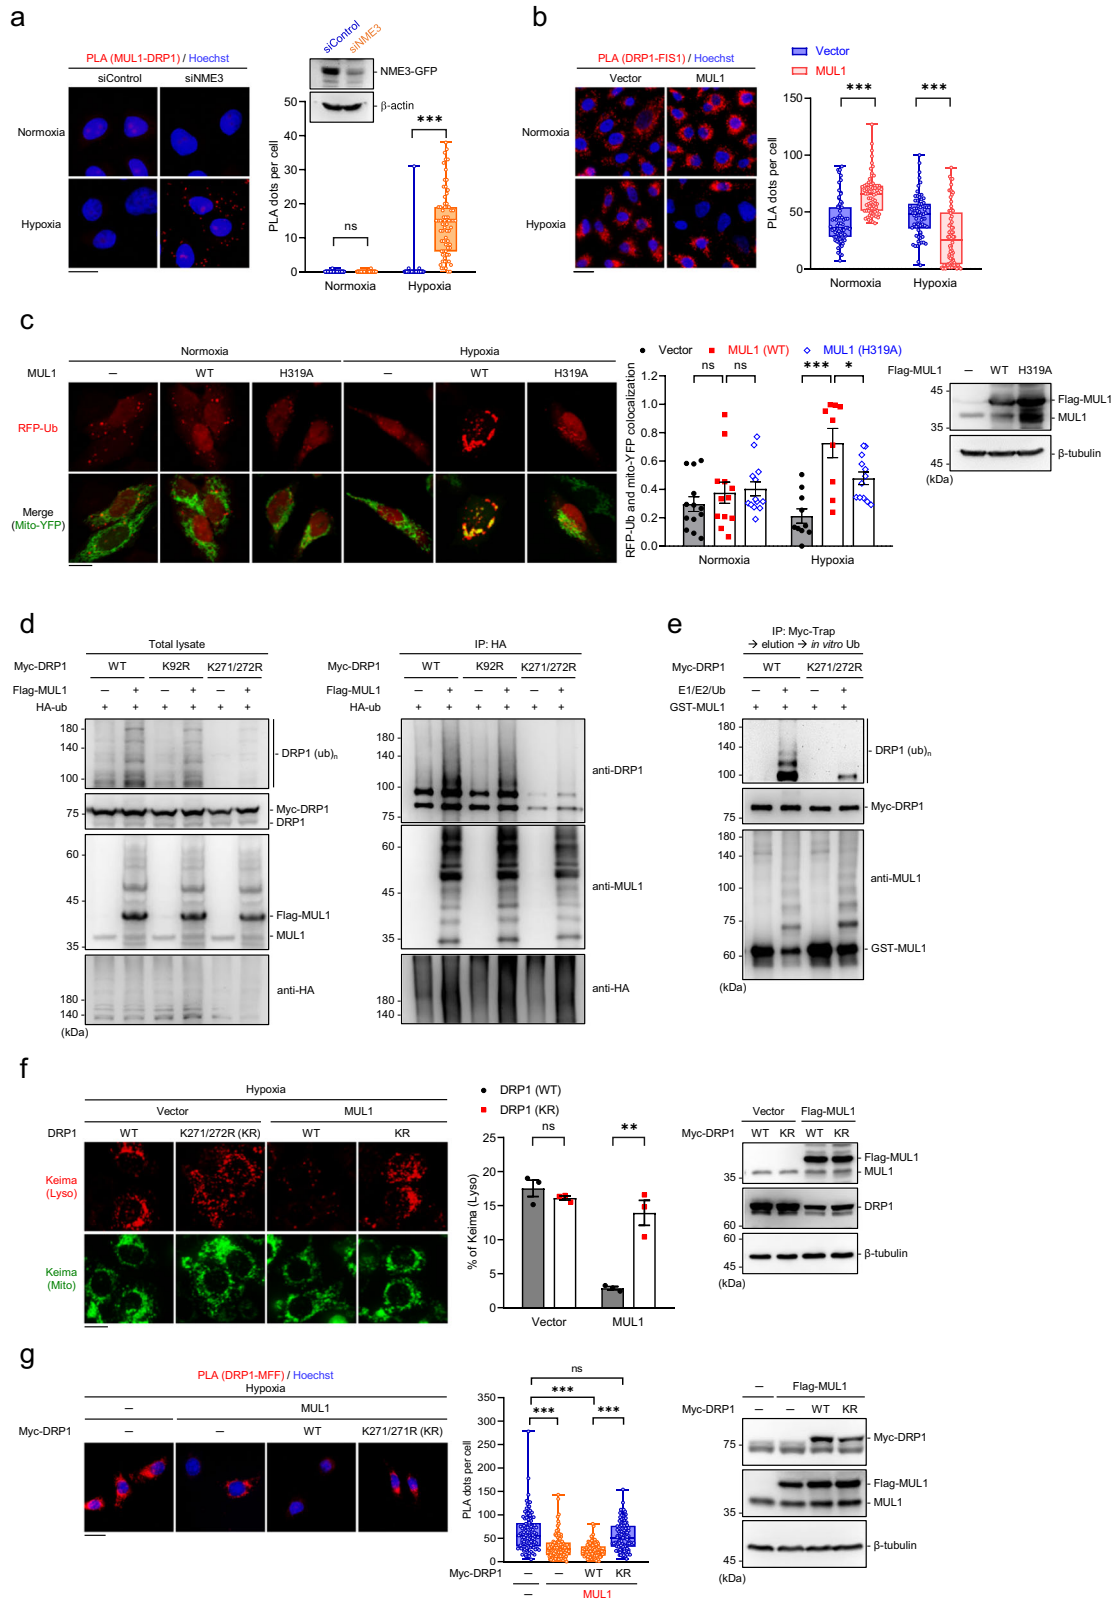 a
PLA (MUL1-DRP1) / Hoechst
siControl siNME3
Normoxia
Hypoxia
siControl siNME3
NME3-GFP
β-actin
PLA dots per cell
50
40
30
20
10
0
ns
***
Normoxia Hypoxia
b
PLA (DRP1-FIS1) / Hoechst
Vector MUL1
Normoxia
Hypoxia
Vector
MUL1
*** ***
PLA dots per cell
150
100
50
0
Normoxia Hypoxia
c
Normoxia Hypoxia
MUL1 – WT H319A – WT H319A
RFP-Ub
Merge
(Mito-YFP)
Vector MUL1 (WT) MUL1 (H319A)
ns ns *** *
RFP-Ub and mito-YFP colocalization
1.2
1.0
0.8
0.6
0.4
0.2
0.0
Normoxia Hypoxia
Flag-MUL1 – WT H319A
45
35
Flag-MUL1
MUL1
45
β-tubulin
(kDa)
d
Total lysate
Myc-DRP1 WT K92R K271/272R
Flag-MUL1 – + – + – +
HA-ub + + + + + +
180
140
100
DRP1 (ub)n
75
Myc-DRP1
DRP1
60
45
35
Flag-MUL1
MUL1
180
140
anti-HA
(kDa)
IP: HA
Myc-DRP1 WT K92R K271/272R
Flag-MUL1 – + – + – +
HA-ub + + + + + +
180
140
100
75
anti-DRP1
60
45
35
anti-MUL1
180
140
anti-HA
e
IP: Myc-Trap
→ elution → in vitro Ub
Myc-DRP1 WT K271/272R
E1/E2/Ub – + – +
GST-MUL1 + + + +
180
140
100
DRP1 (ub)n
75
Myc-DRP1
180
140
100
75
60
anti-MUL1
GST-MUL1
(kDa)
f
Hypoxia
Vector MUL1
DRP1 WT K271/272R (KR) WT KR
Keima
(Lyso)
Keima
(Mito)
DRP1 (WT)
DRP1 (KR)
ns **
% of Keima (Lyso)
25
20
15
10
5
0
Vector MUL1
Vector Flag-MUL1
Myc-DRP1 WT KR WT KR
35
Flag-MUL1
MUL1
60
DRP1
60
45
β-tubulin
(kDa)
g
PLA (DRP1-MFF) / Hoechst
Hypoxia
– MUL1
Myc-DRP1 – – WT K271/271R (KR)
ns
***
*** ***
PLA dots per cell
350
300
250
200
150
100
50
0
Myc-DRP1 – – WT KR
– MUL1
– Flag-MUL1
Myc-DRP1 – – WT KR
75
Myc-DRP1
35
Flag-MUL1
MUL1
45
β-tubulin
(kDa)